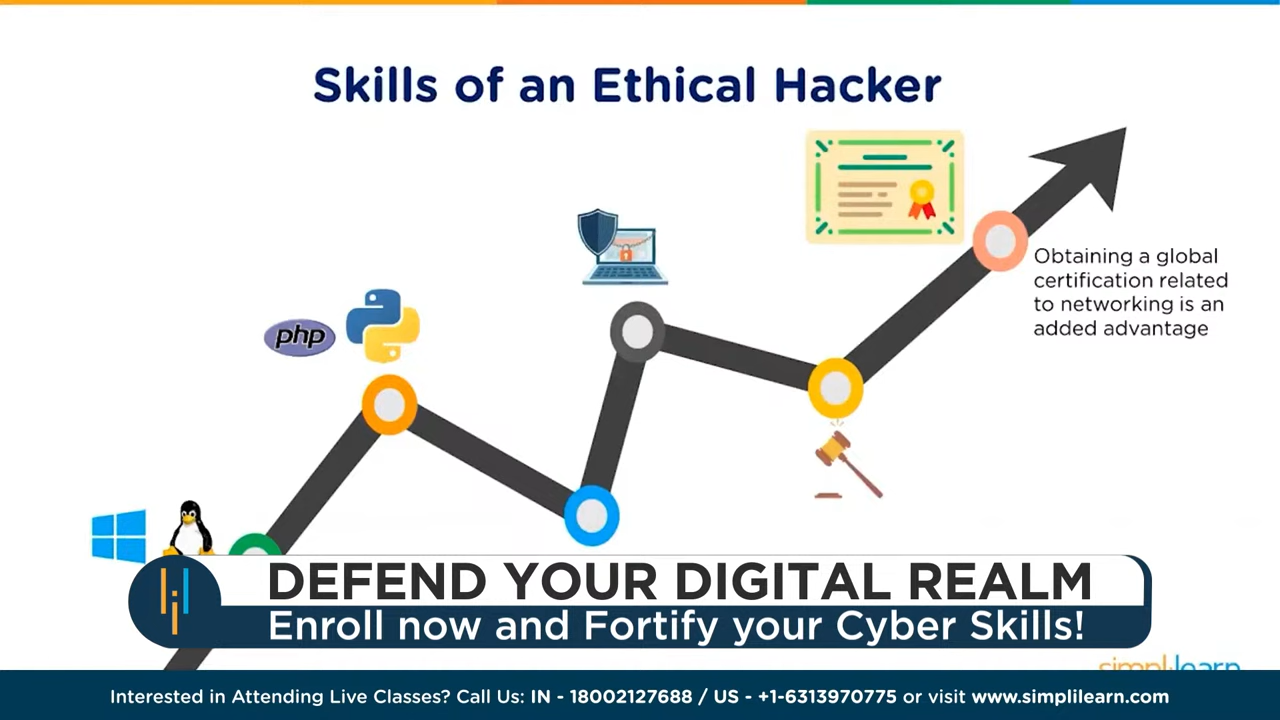 Skills of an Ethical Hacker
Obtaining a global
certification related
to networking is an
added advantage
php
DEFEND YOUR DIGITAL REALM
Enroll now and Fortify your Cyber Skills!
simplilearn
Interested in Attending Live Classes? Call Us: IN - 18002127688 / US - +1-6313970775 or visit www.simplilearn.com